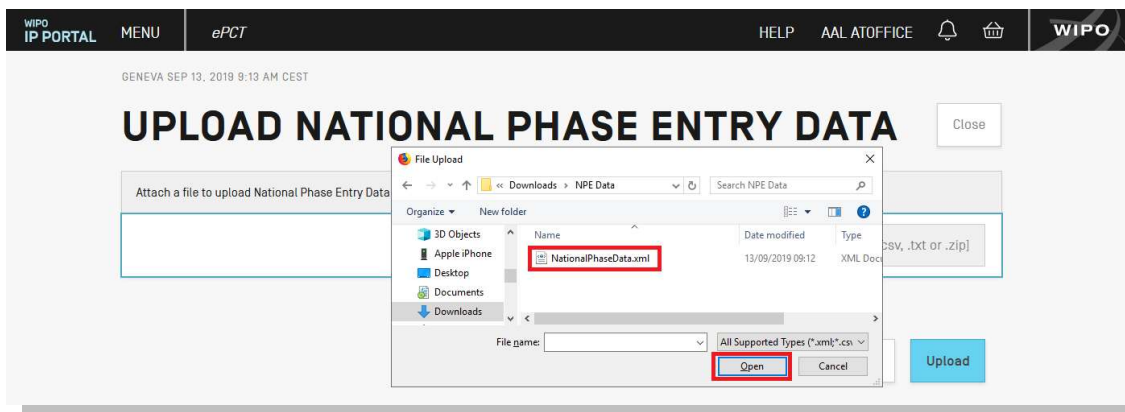 WIPO
IP PORTAL
MENU
ePCT
HELP
AAL ATOFFICE
WIPO
GENEVA SEP 13, 2019 9:13 AM CEST
UPLOAD NATIONAL PHASE ENTRY DATA
Close
Attach a file to upload National Phase Entry Data
csv, .txt or .zip]
File Upload
« Downloads › NPE Data
Search NPE Data
Organize
New folder
3D Objects
Apple iPhone
Desktop
Documents
Downloads
Name
Date modified
Type
NationalPhaseData.xml
13/09/2019 09:12
XML Docu
File name:
All Supported Types (*.xml;*.csv
Open
Cancel
Upload